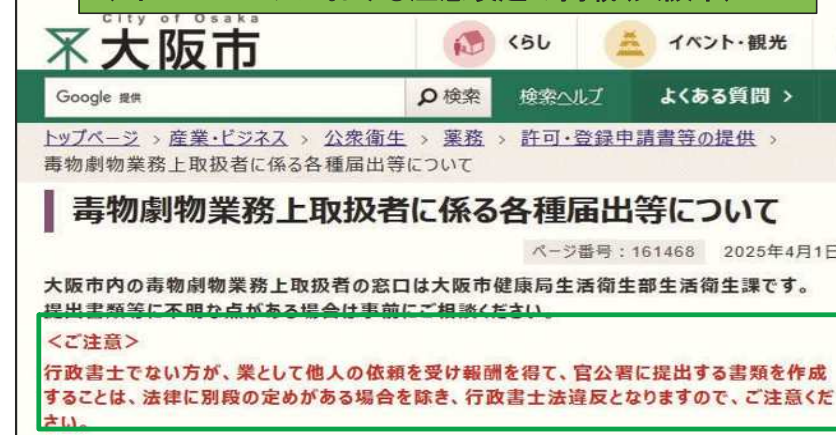 City of Osaka
大阪市
くらし
イベント・観光
Google 提供
検索
検索ヘルプ
よくある質問 >
トップページ > 産業・ビジネス > 公衆衛生 > 薬務 > 許可・登録申請書等の提供 >
毒物劇物業務上取扱者に係る各種届出等について
毒物劇物業務上取扱者に係る各種届出等について
ページ番号：161468 2025年4月1日
大阪市内の毒物劇物業務上取扱者の窓口は大阪市健康局生活衛生部生活衛生課です。
提出書類等に不明な点がある場合は事前にご相談ください。
<ご注意>
行政書士でない方が、業として他人の依頼を受け報酬を得て、官公署に提出する書類を作成
することは、法律に別段の定めがある場合を除き、行政書士法違反となりますので、ご注意くだ
さい。